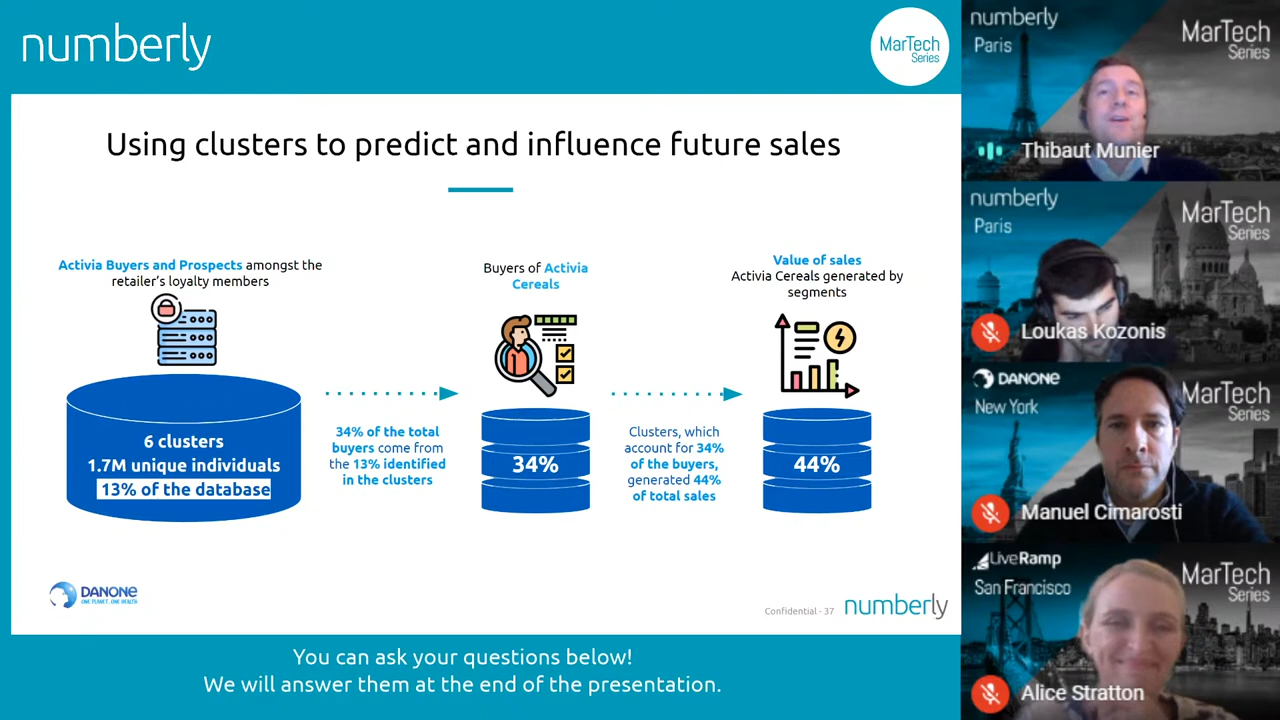 numberly
MarTech
Series
Using clusters to predict and influence future sales
Activia Buyers and Prospects amongst the
retailer's loyalty members
6 clusters
1.7M unique individuals
13% of the database
34% of the total
buyers come from
the 13% identified
in the clusters
Buyers of Activia
Cereals
34%
Clusters, which
account for 34%
of the buyers,
generated 44%
of total sales
Value of sales
Activia Cereals generated by
segments
44%
DANONE
ONE PLANET. ONE HEALTH
Confidential - 37
numberly
You can ask your questions below!
We will answer them at the end of the presentation.
numberly
Paris
MarTech
Series
Thibaut Munier
numberly
Paris
MarTech
Series
Loukas Kozonis
DANONE
New York
MarTech
Series
Manuel Cimarosti
LiveRamp
San Francisco
MarTech
Series
Alice Stratton